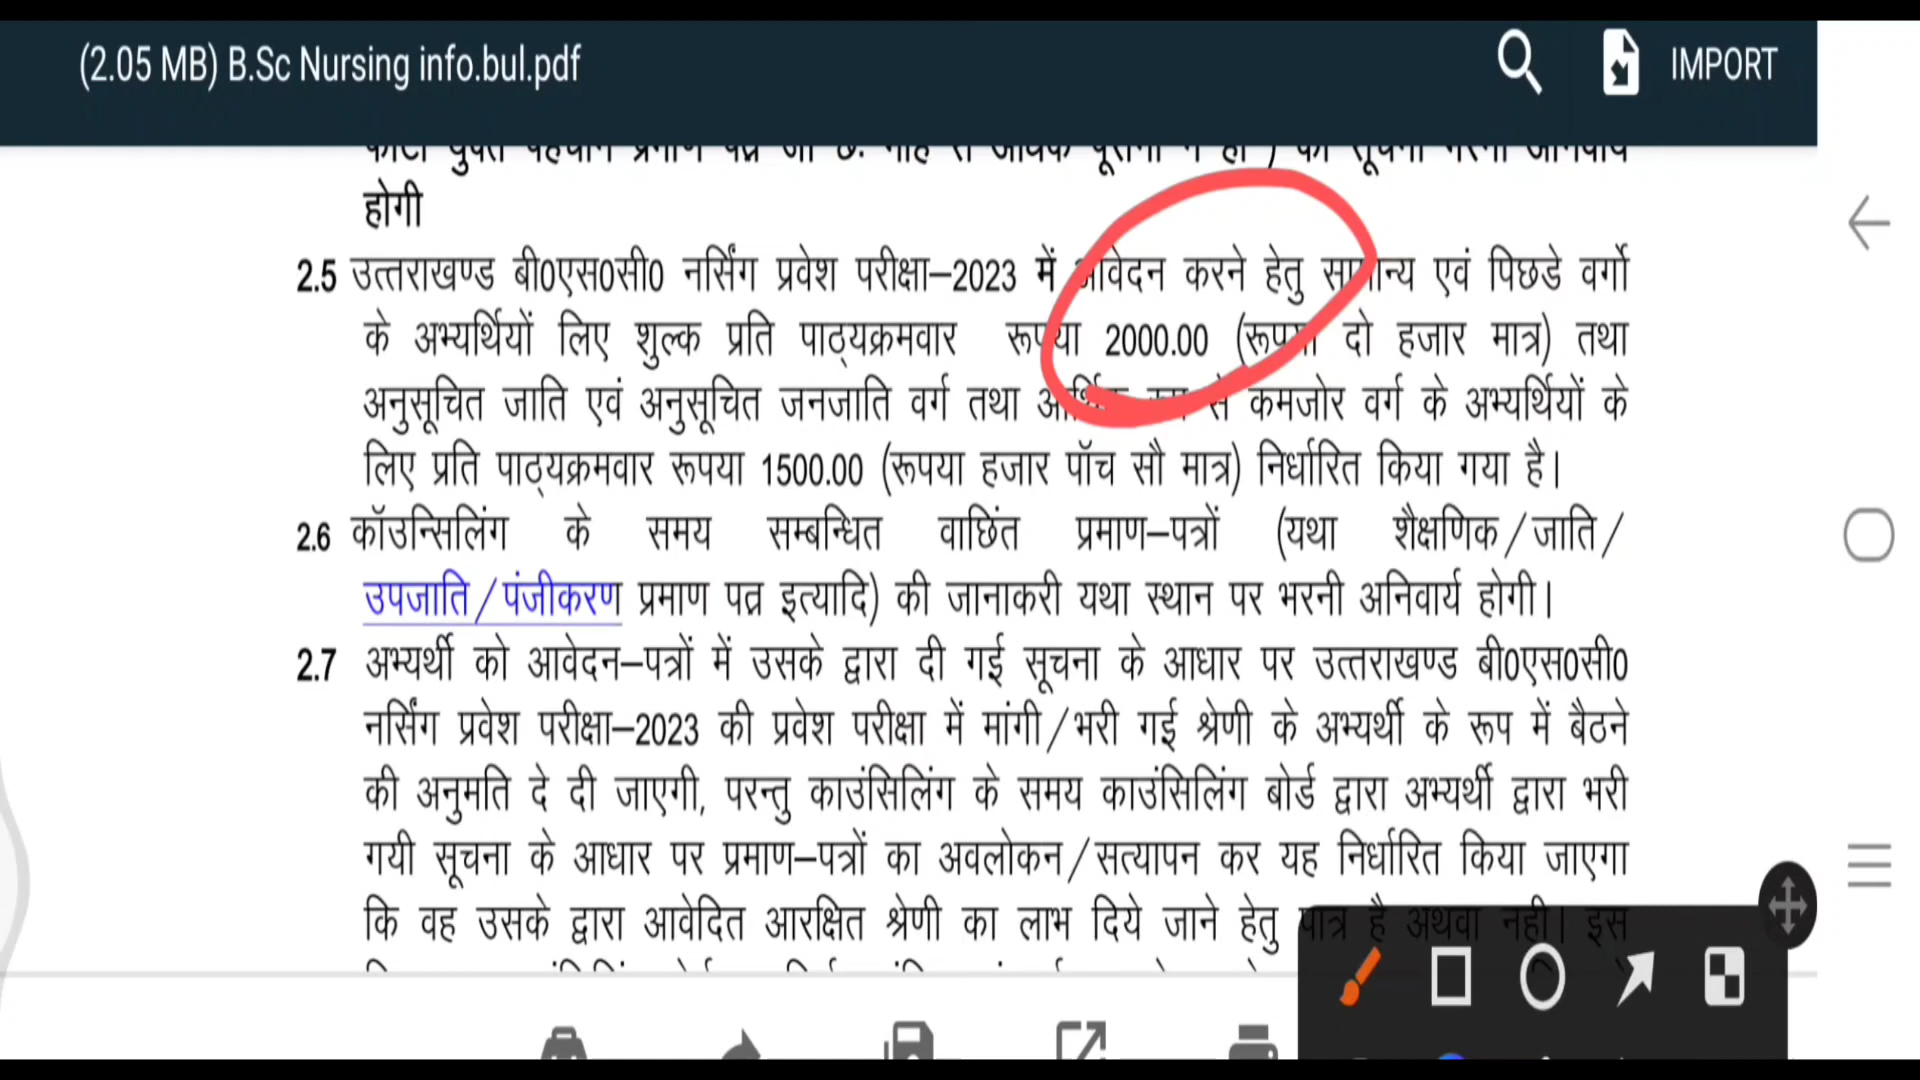 (2.05 MB) B.Sc Nursing info.bul.pdf
IMPORT
होगी
2.5 उत्तराखण्ड बी0एस0सी0 नर्सिंग प्रवेश परीक्षा–2023 में आवेदन करने हेतु सामान्य एवं पिछडे वर्गो
के अभ्यर्थियों लिए शुल्क प्रति पाठ्यक्रमवार रूपया 2000.00 (रूपया दो हजार मात्र) तथा
अनुसूचित जाति एवं अनुसूचित जनजाति वर्ग तथा आर्थिक रूप से कमजोर वर्ग के अभ्यर्थियों के
लिए प्रति पाठ्यक्रमवार रूपया 1500.00 (रूपया हजार पॉच सौ मात्र) निर्धारित किया गया है।
2.6 कॉउन्सिलिंग के समय सम्बन्धित वाछिंत प्रमाण–पत्रों (यथा शैक्षणिक/जाति/
उपजाति/पंजीकरण प्रमाण पत्र इत्यादि) की जानाकरी यथा स्थान पर भरनी अनिवार्य होगी।
2.7 अभ्यर्थी को आवेदन–पत्रों में उसके द्वारा दी गई सूचना के आधार पर उत्तराखण्ड बी0एस0सी0
नर्सिंग प्रवेश परीक्षा–2023 की प्रवेश परीक्षा में मांगी/भरी गई श्रेणी के अभ्यर्थी के रूप में बैठने
की अनुमति दे दी जाएगी, परन्तु काउंसिलिंग के समय काउंसिलिंग बोर्ड द्वारा अभ्यर्थी द्वारा भरी
गयी सूचना के आधार पर प्रमाण–पत्रों का अवलोकन/सत्यापन कर यह निर्धारित किया जाएगा
कि वह उसके द्वारा आवेदित आरक्षित श्रेणी का लाभ दिये जाने हेतु पात्र है अथवा नही। इस